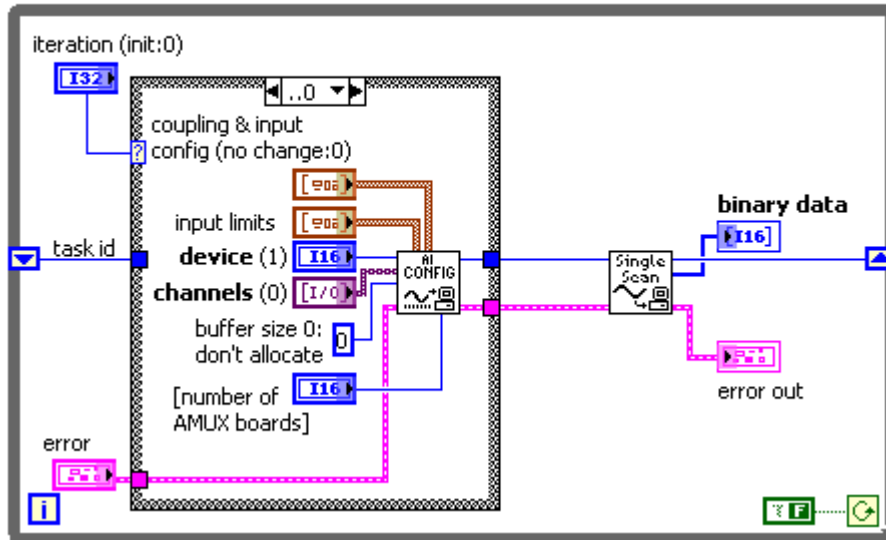 iteration (init:0)
I32
..0
coupling & input
config (no change:0)
?
input limits
task id
device (1)
I16
channels (0)
[I/O]
AI
CONFIG
Single
Scan
binary data
[I16]
buffer size 0:
don't allocate
0
[number of
AMUX boards]
I16
error
error out
i
F